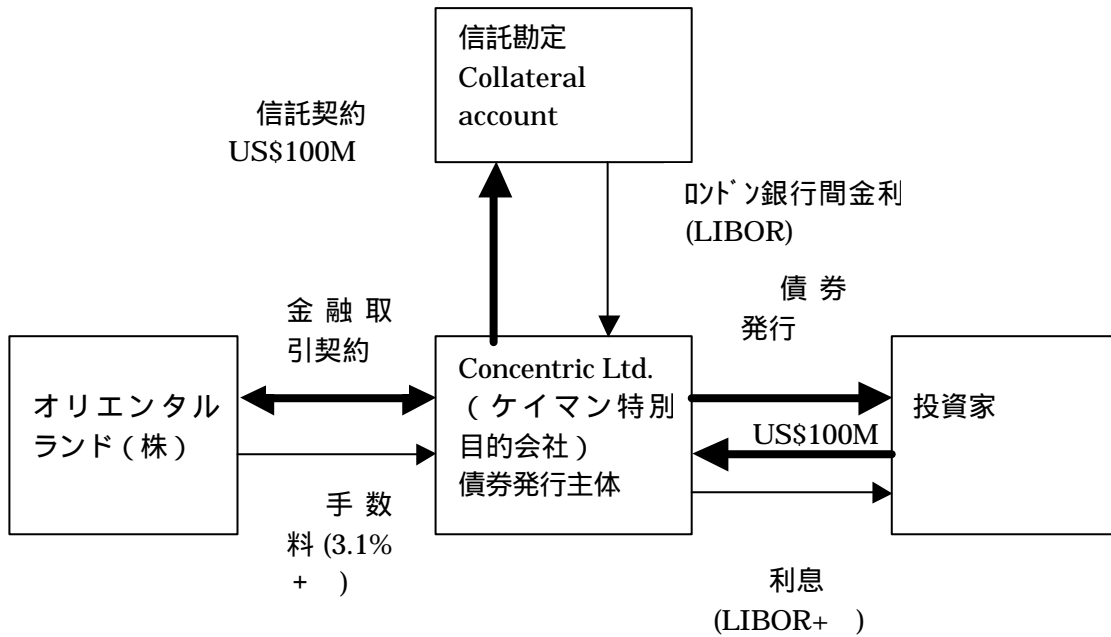 信託勘定
Collateral
account
信託契約
US$100M
ﾛﾝﾄﾞﾝ銀行間金利
(LIBOR)
債 券
発行
金 融 取
引契約
オ リ エ ン タ ル
ラ ン ド ( 株 )
Concentric Ltd.
( ケ イ マ ン 特 別
目的会社 )
債券発行主体
投資家
US$100M
手 数
料 (3.1%
+ )
利息
(LIBOR+ )